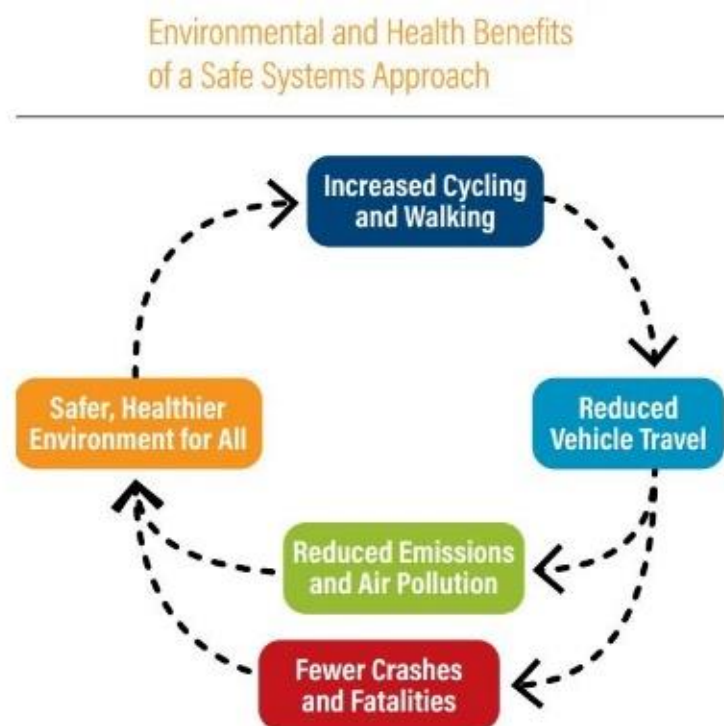 Environmental and Health Benefits
of a Safe Systems Approach
Increased Cycling
and Walking
Safer, Healthier
Environment for All
Reduced
Vehicle Travel
Reduced Emissions
and Air Pollution
Fewer Crashes
and Fatalities